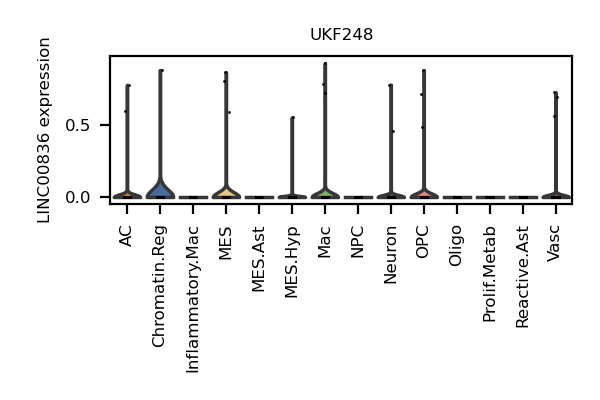 UKF248
LINC00836 expression
0.5
0.0
AC
Chromatin.Reg
Inflammatory.Mac
MES
MES.Ast
MES.Hyp
Mac
NPC
Neuron
OPC
Oligo
Prolif.Metab
Reactive.Ast
Vasc